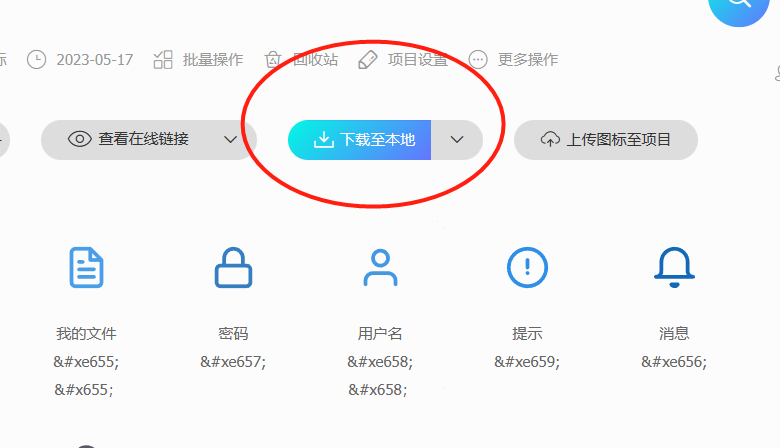 标 2023-05-17 批量操作 回收站 项目设置 更多操作
查看在线链接 下载至本地 上传图标至项目
我的文件 密码 用户名 提示 消息
&#xe655; &#xe657; &#xe658; &#xe659; &#xe656;
&#x655; &#x658;